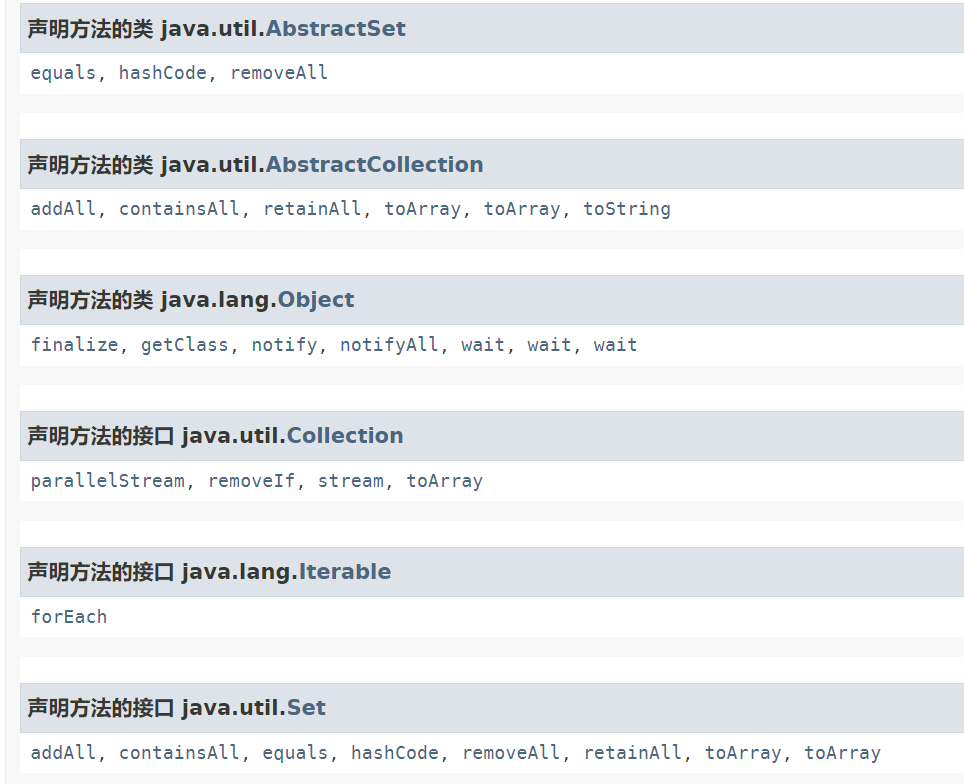 声明方法的类 java.util.AbstractSet
equals, hashCode, removeAll
声明方法的类 java.util.AbstractCollection
addAll, containsAll, retainAll, toArray, toArray, toString
声明方法的类 java.lang.Object
finalize, getClass, notify, notifyAll, wait, wait, wait
声明方法的接口 java.util.Collection
parallelStream, removeIf, stream, toArray
声明方法的接口 java.lang.Iterable
forEach
声明方法的接口 java.util.Set
addAll, containsAll, equals, hashCode, removeAll, retainAll, toArray, toArray